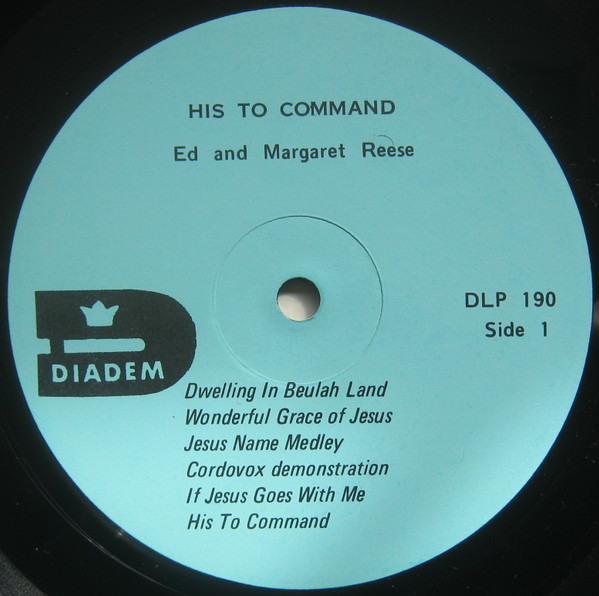 HIS TO COMMAND
Ed and Margaret Reese
DLP 190
Side 1
DIADEM
Dwelling In Beulah Land
Wonderful Grace of Jesus
Jesus Name Medley
Cordovox demonstration
If Jesus Goes With Me
His To Command